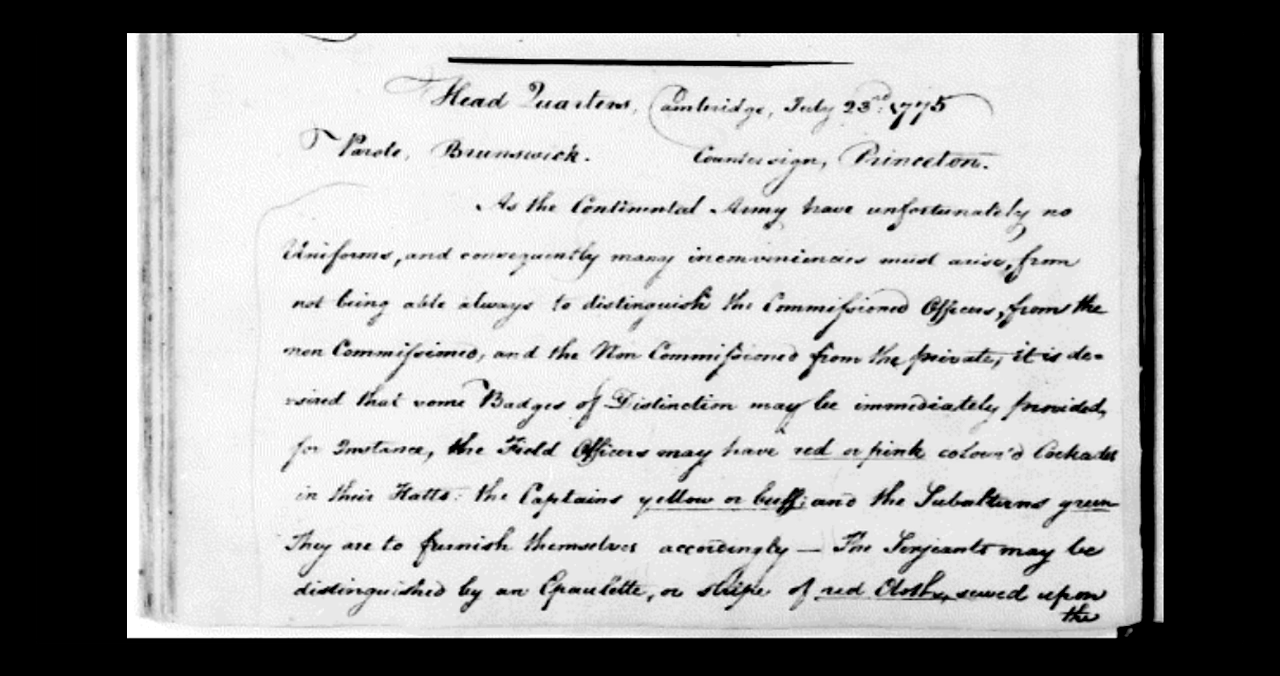 Head Quarters, Cambridge, July 23rd: 1775
Parole, Brunswick. Countersign, Princeton.
As the Continental Army have unfortunately no
Uniforms, and consequently many inconveniencies must arise, from
not being able always to distinguish the Commissioned Officers, from the
non Commissioned, and the Non Commissioned from the private; it is de=
sired that some Badges of Distinction may be immediately provided,
for Instance, the Field Officers may have red or pink colour'd Cockades
in their Hatts: the Captains yellow or buff: and the Subalterns green
They are to furnish themselves accordingly — The Serjeants may be
distinguished by an Epaulette, or stripe of red Cloth, sewed upon
the